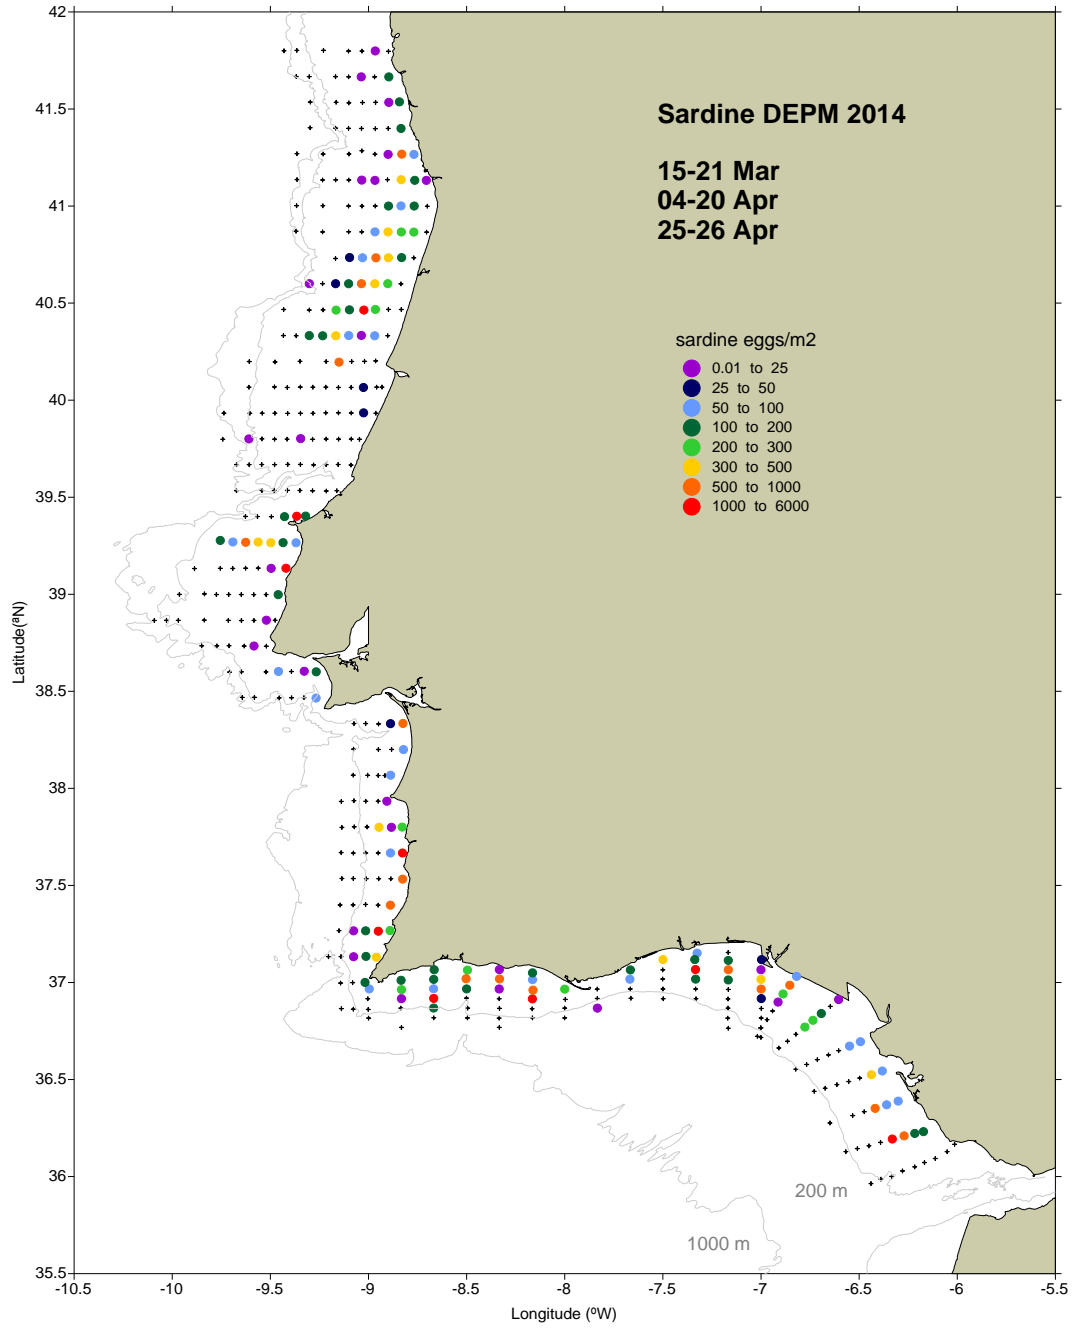 Sardine DEPM 2014
15-21 Mar
04-20 Apr
25-26 Apr
sardine eggs/m2
0.01 to 25
25 to 50
50 to 100
100 to 200
200 to 300
300 to 500
500 to 1000
1000 to 6000
42
41.5
41
40.5
40
39.5
39
38.5
38
37.5
37
36.5
36
35.5
Latitude(ªN)
200 m
1000 m
-10.5 -10 -9.5 -9 -8.5 -8 -7.5 -7 -6.5 -6 -5.5
Longitude (ºW)